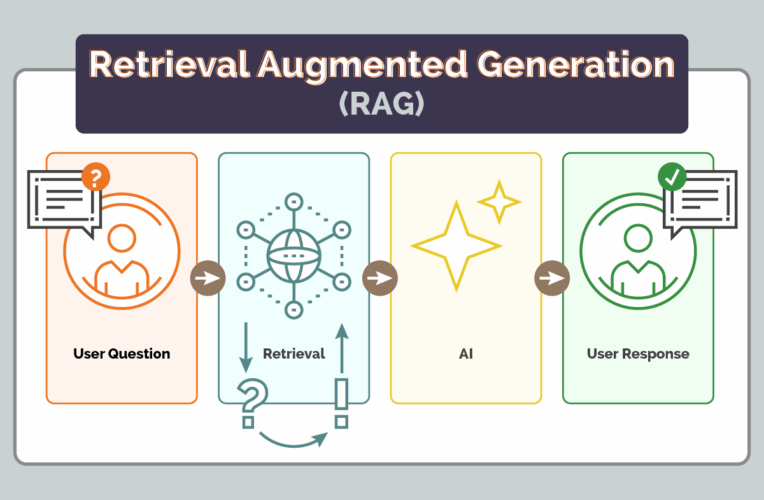 Retrieval Augmented Generation
(RAG)
?
User Question
Retrieval
AI
User Response
? !